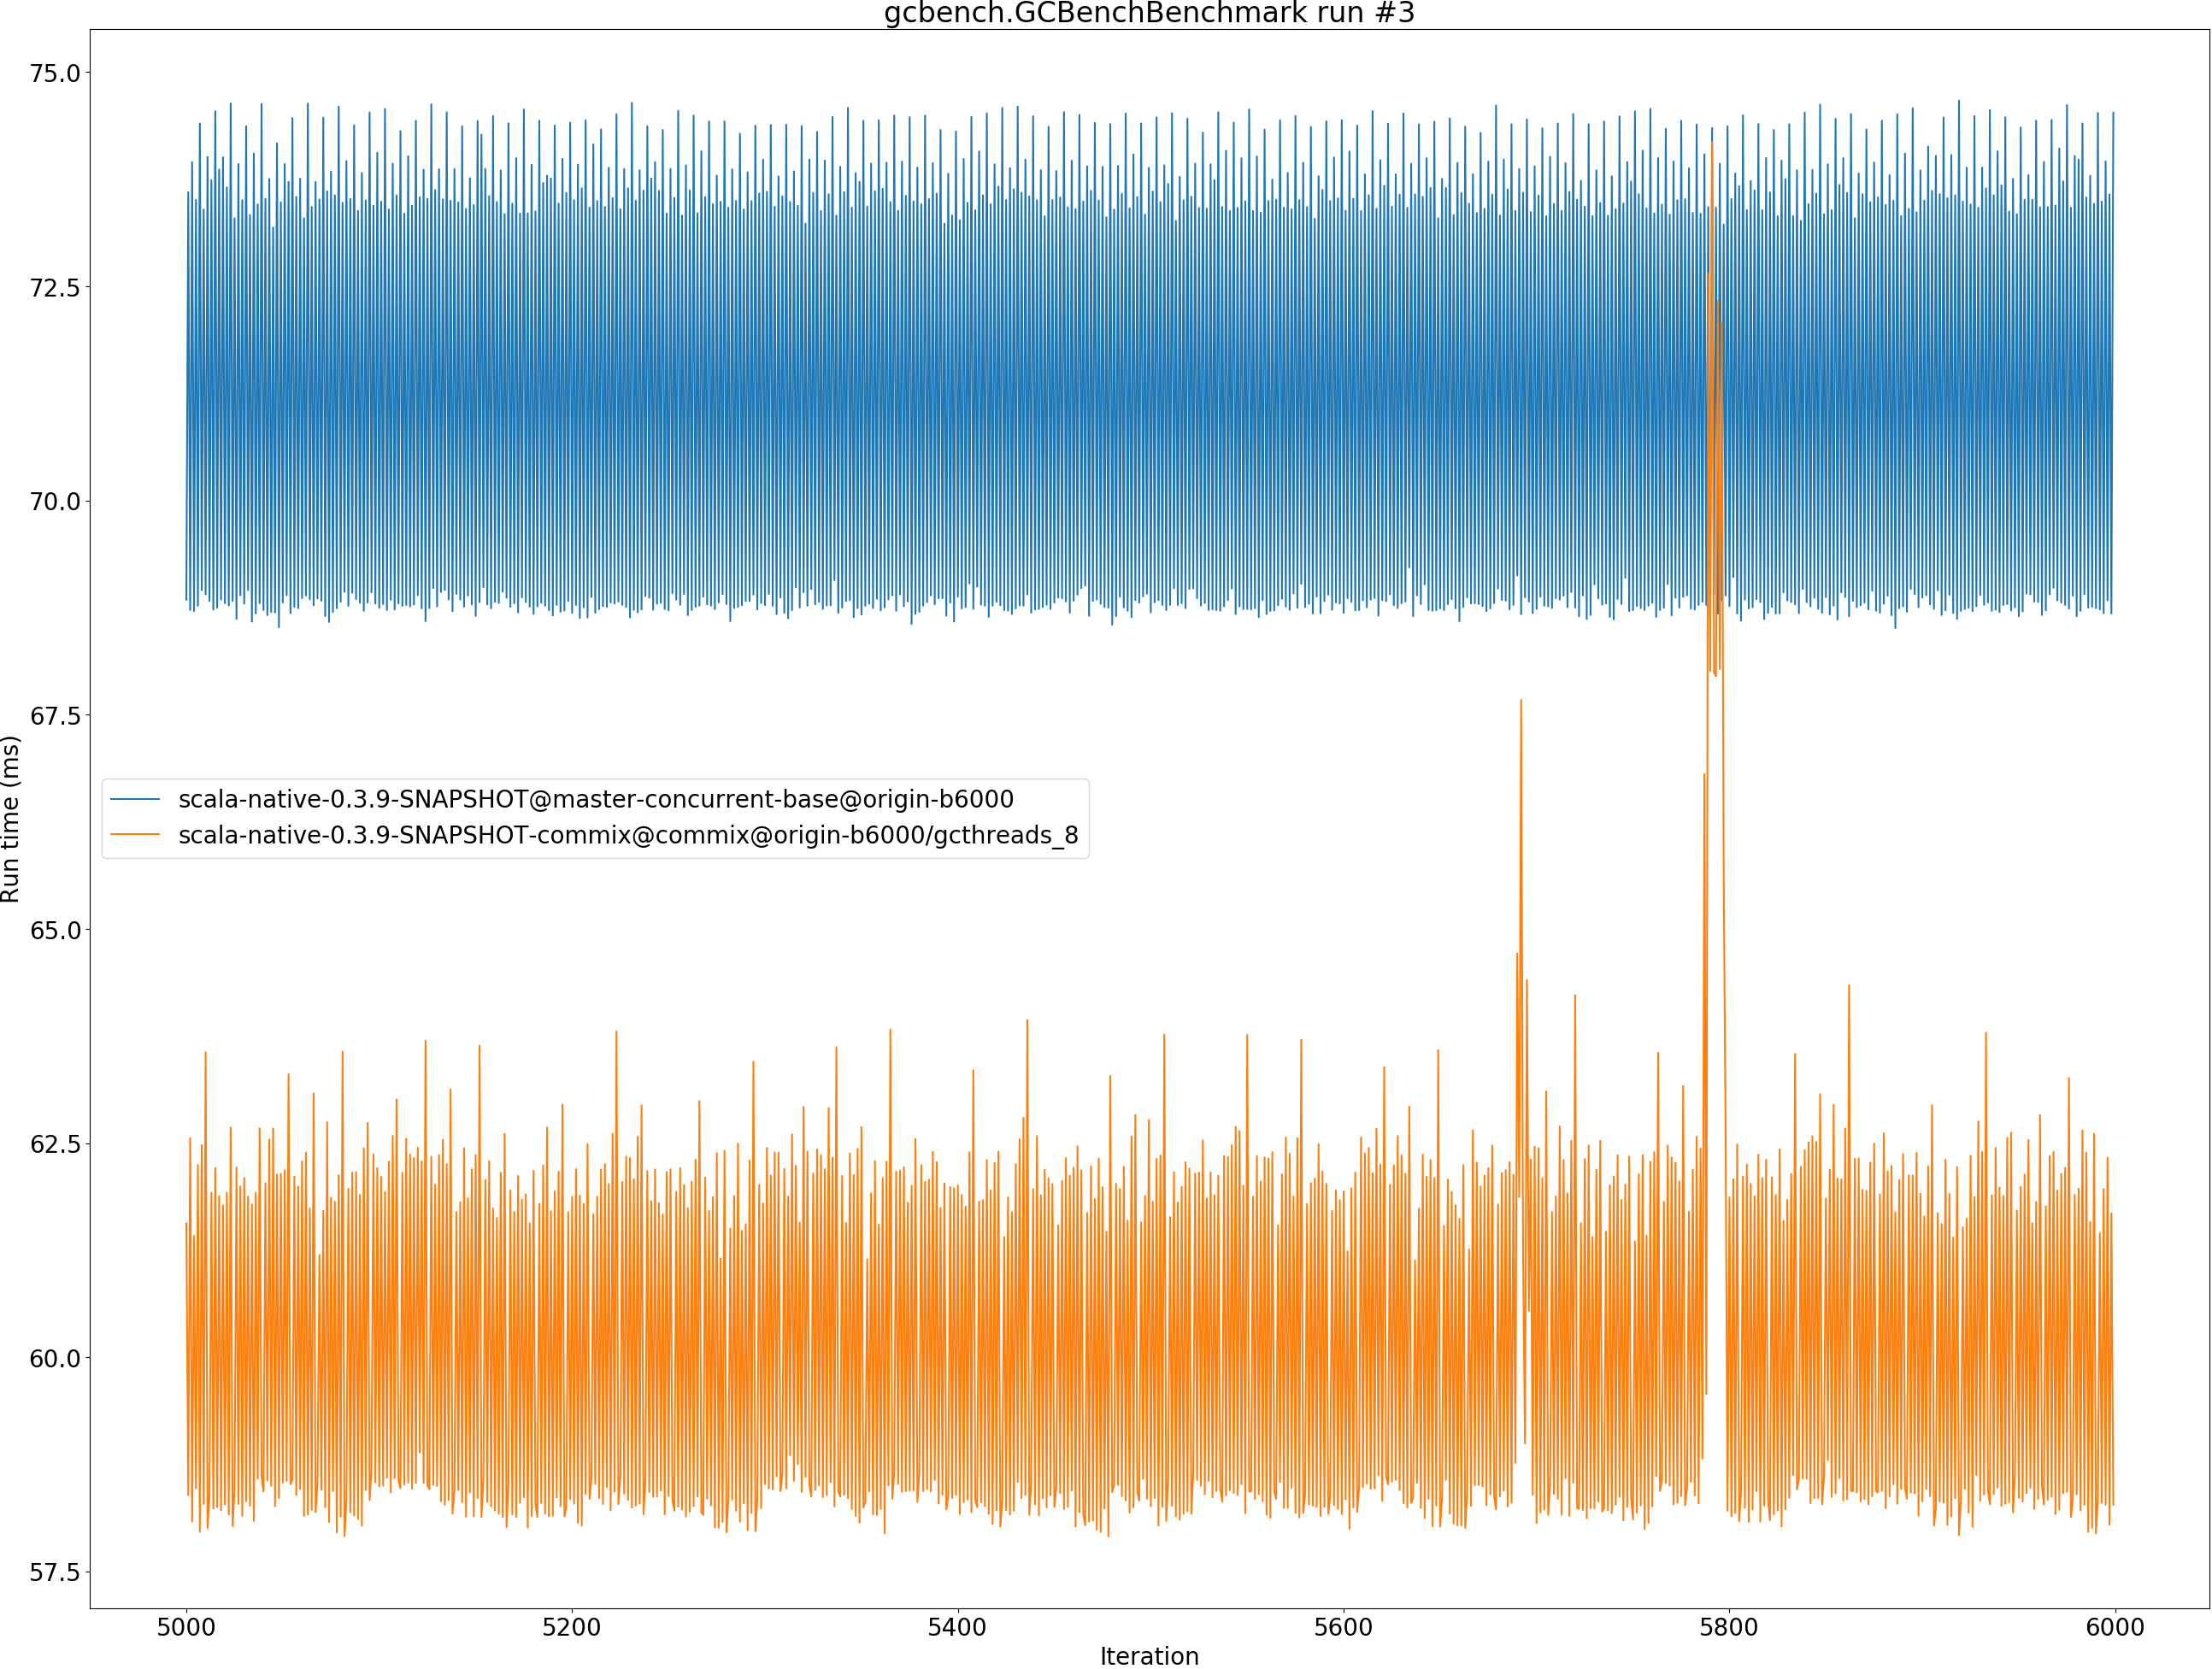 gcbench.GCBenchBenchmark run #3
75.0
72.5
70.0
67.5
65.0
62.5
60.0
57.5
Run time (ms)
scala-native-0.3.9-SNAPSHOT@master-concurrent-base@origin-b6000
scala-native-0.3.9-SNAPSHOT-commix@commix@origin-b6000/gcthreads_8
5000 5200 5400 5600 5800 6000
Iteration